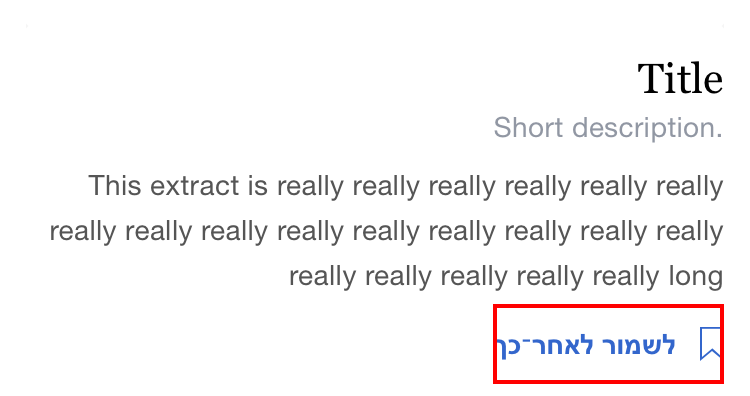 Title
Short description.
This extract is really really really really really really
really really really really really really really really really
really really really really really long
לשמור לאחר־כך